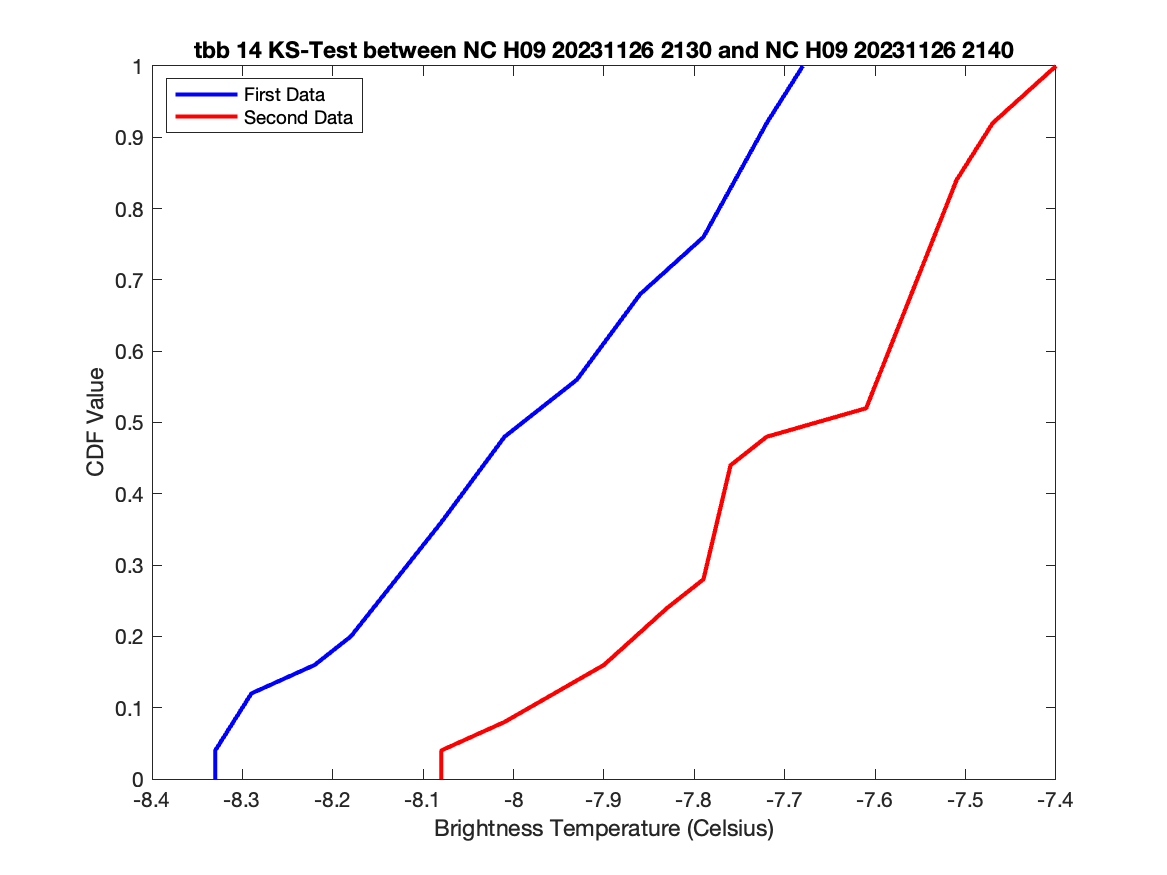 tbb 14 KS-Test between NC H09 20231126 2130 and NC H09 20231126 2140
First Data
Second Data
CDF Value
1
0.9
0.8
0.7
0.6
0.5
0.4
0.3
0.2
0.1
0
-8.4 -8.3 -8.2 -8.1 -8 -7.9 -7.8 -7.7 -7.6 -7.5 -7.4
Brightness Temperature (Celsius)